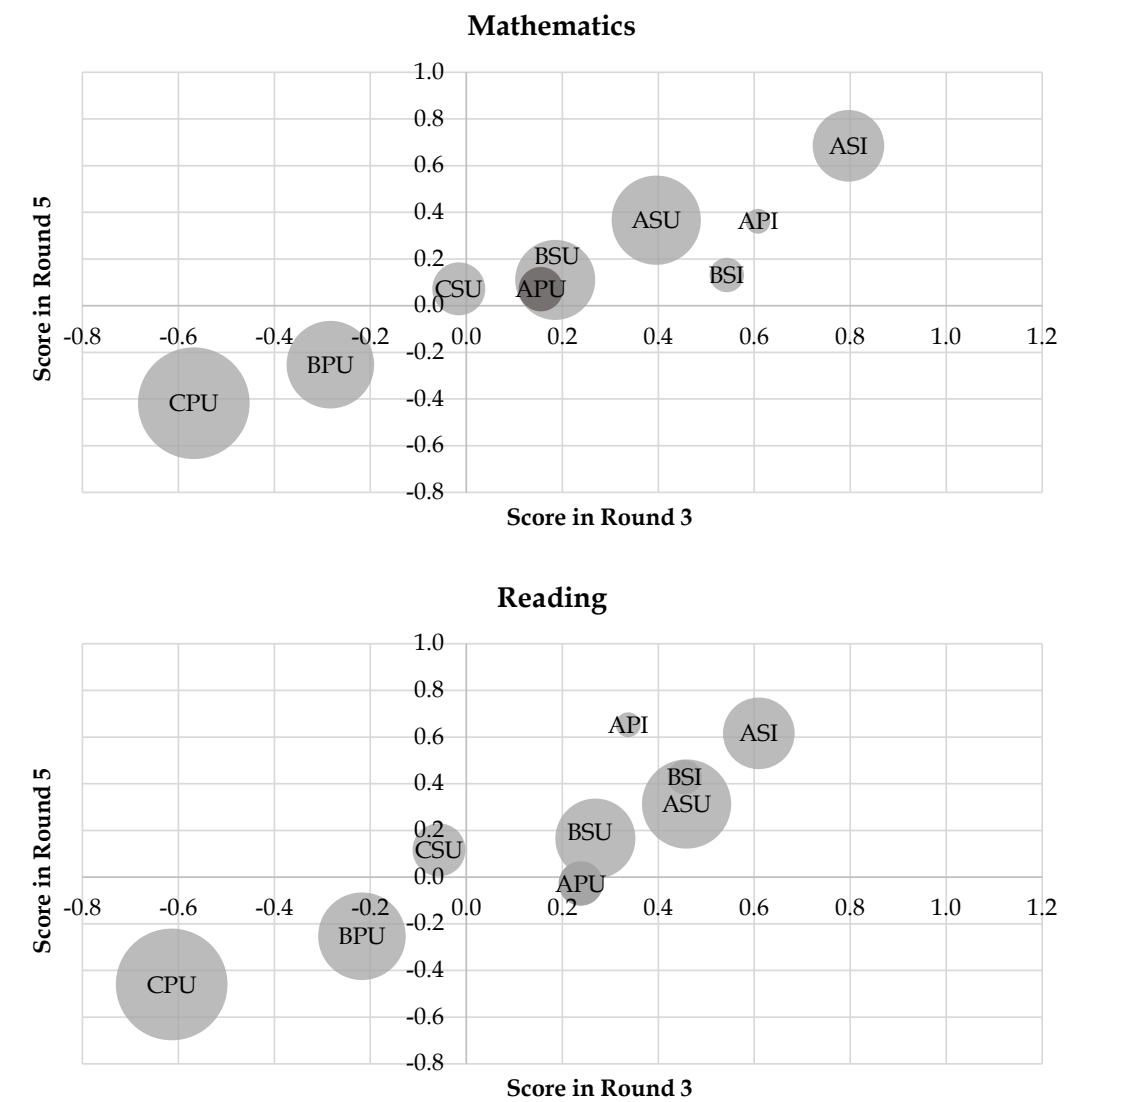 Mathematics
1.0
0.8
ASI
0.6
0.4
ASU API
0.2
BSU
BSI
CSU APU
0.0
-0.8 -0.6 -0.4 -0.2 0.0 0.2 0.4 0.6 0.8 1.0 1.2
-0.2
BPU
-0.4
CPU
-0.6
-0.8
Score in Round 5
Score in Round 3
Reading
1.0
0.8
API ASI
0.6
0.4
BSI
ASU
0.2
BSU
CSU
0.0
APU
-0.8 -0.6 -0.4 -0.2 0.0 0.2 0.4 0.6 0.8 1.0 1.2
-0.2
BPU
-0.4
CPU
-0.6
-0.8
Score in Round 5
Score in Round 3